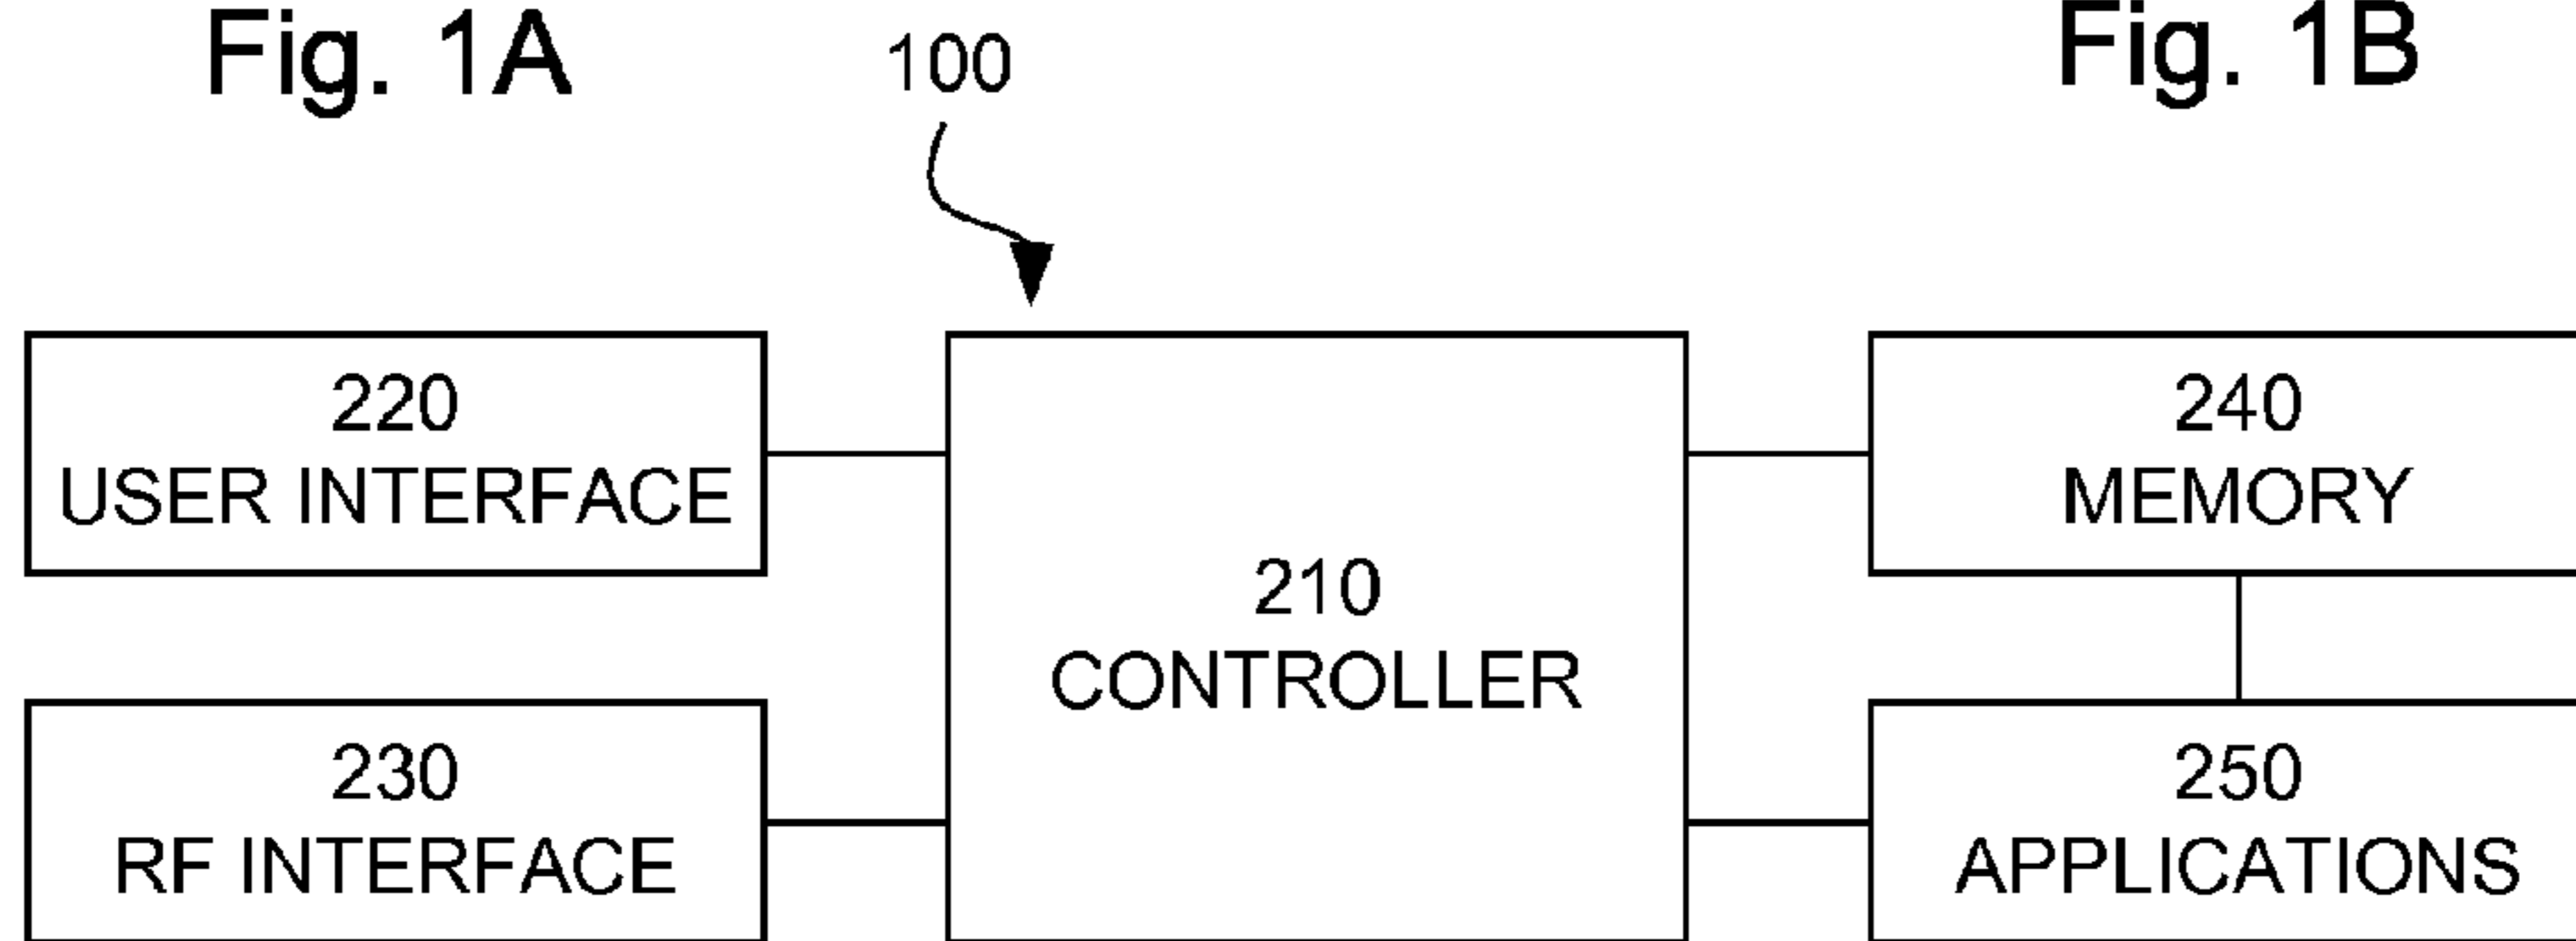 Fig. 1A
100
Fig. 1B
220
USER INTERFACE
210
CONTROLLER
240
MEMORY
230
RF INTERFACE
250
APPLICATIONS